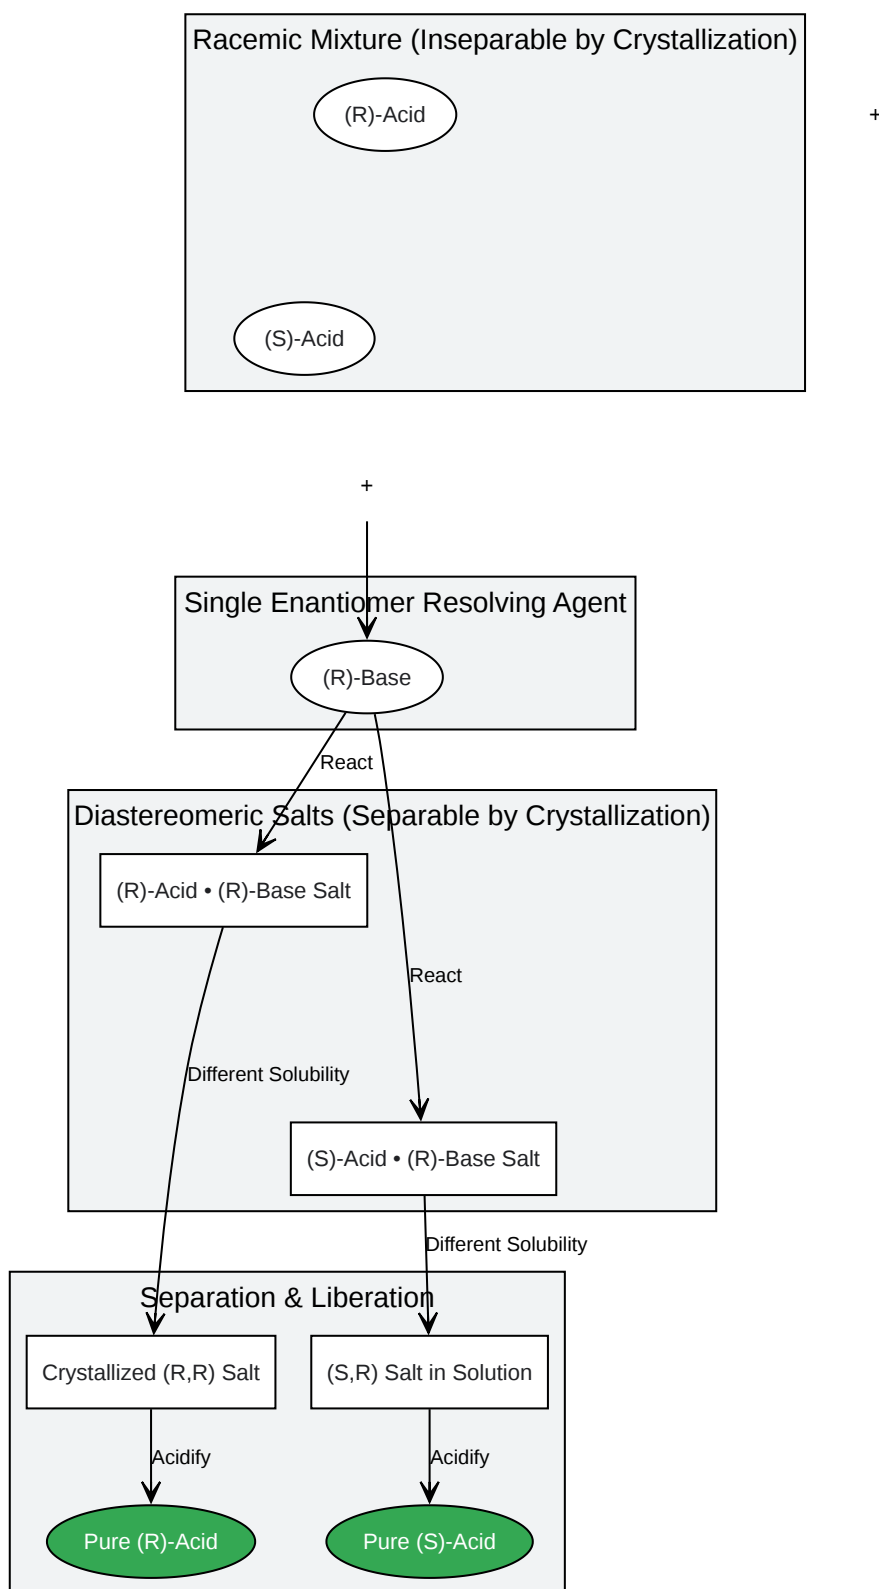 Racemic Mixture (Inseparable by Crystallization)
(R)-Acid
+
(S)-Acid
+
Single Enantiomer Resolving Agent
(R)-Base
React
Diastereomeric Salts (Separable by Crystallization)
(R)-Acid • (R)-Base Salt
React
Different Solubility
(S)-Acid • (R)-Base Salt
Different Solubility
Separation & Liberation
Crystallized (R,R) Salt
(S,R) Salt in Solution
Acidify
Acidify
Pure (R)-Acid
Pure (S)-Acid